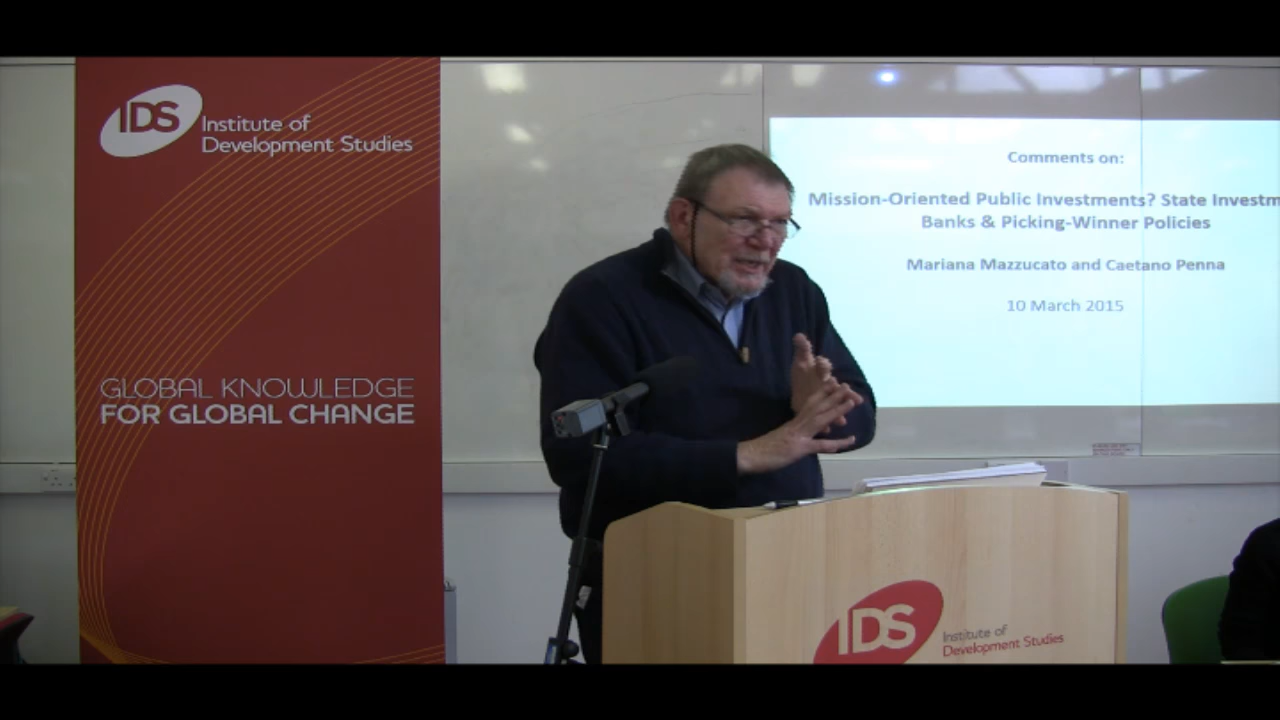 IDS
Institute of
Development Studies
GLOBAL KNOWLEDGE
FOR GLOBAL CHANGE
Comments on:
Mission-Oriented Public Investments? State Investm
Banks & Picking-Winner Policies
Mariana Mazzucato and Caetano Penna
10 March 2015
IDS
Institute of
Development Studies